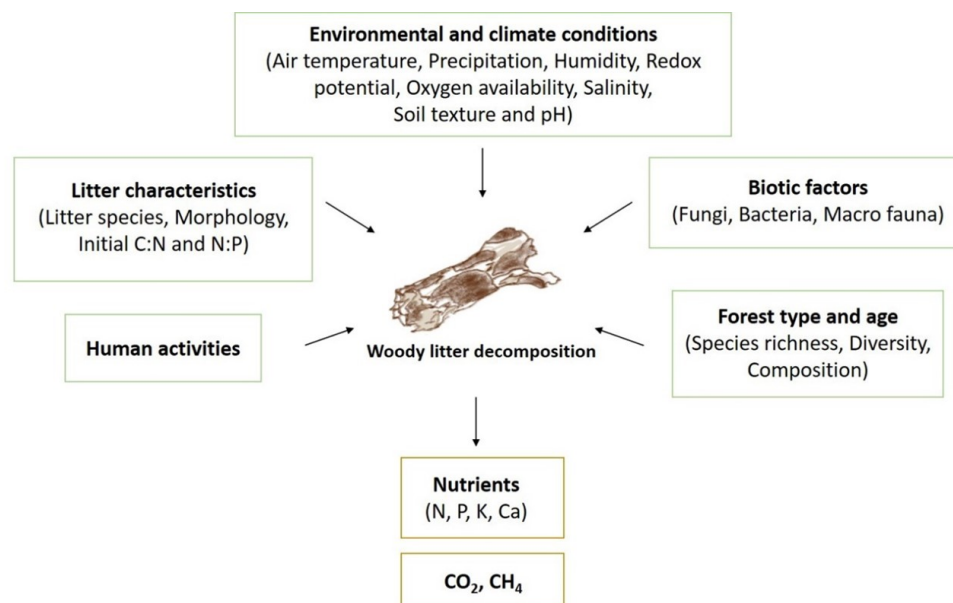 Environmental and climate conditions
(Air temperature, Precipitation, Humidity, Redox
potential, Oxygen availability, Salinity,
Soil texture and pH)
Litter characteristics
(Litter species, Morphology,
Initial C:N and N:P)
Biotic factors
(Fungi, Bacteria, Macro fauna)
Human activities
Woody litter decomposition
Forest type and age
(Species richness, Diversity,
Composition)
Nutrients
(N, P, K, Ca)
CO₂, CH₄